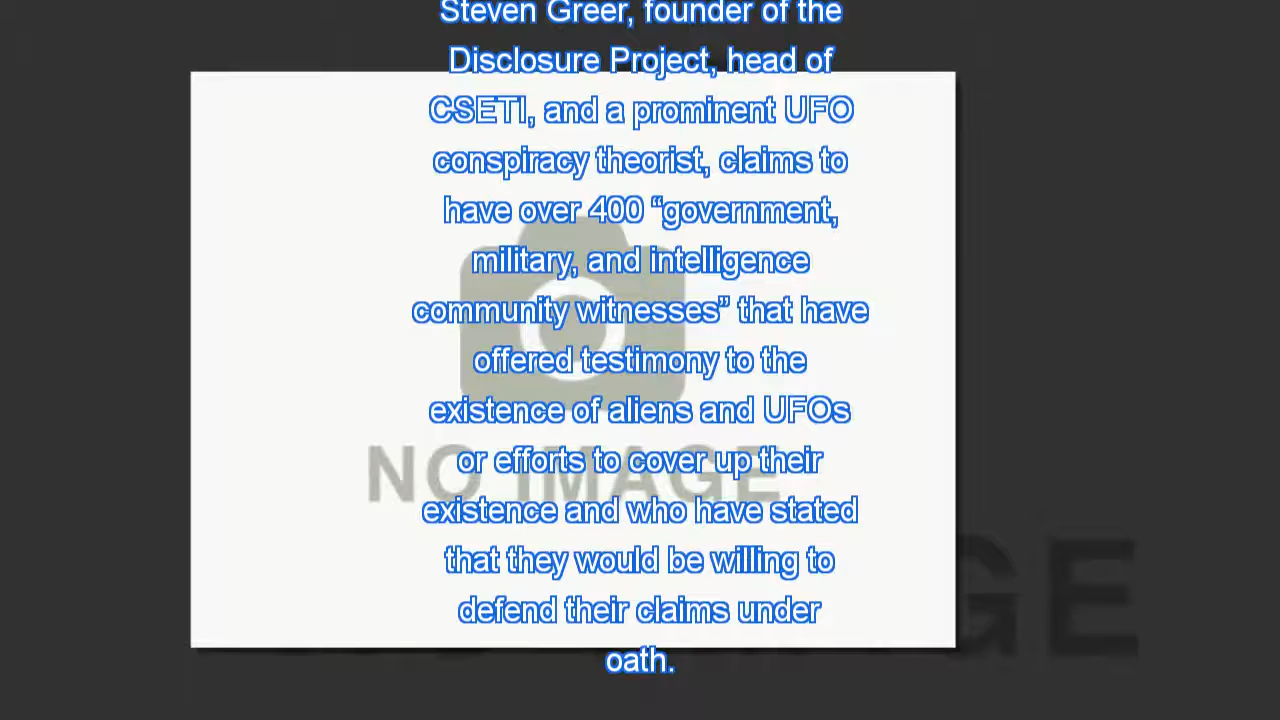 Steven Greer, founder of the
Disclosure Project, head of
CSETI, and a prominent UFO
conspiracy theorist, claims to
have over 400 “government,
military, and intelligence
community witnesses” that have
offered testimony to the
existence of aliens and UFOs
or efforts to cover up their
NO IMAGE
existence and who have stated
that they would be willing to
defend their claims under
oath.
GE